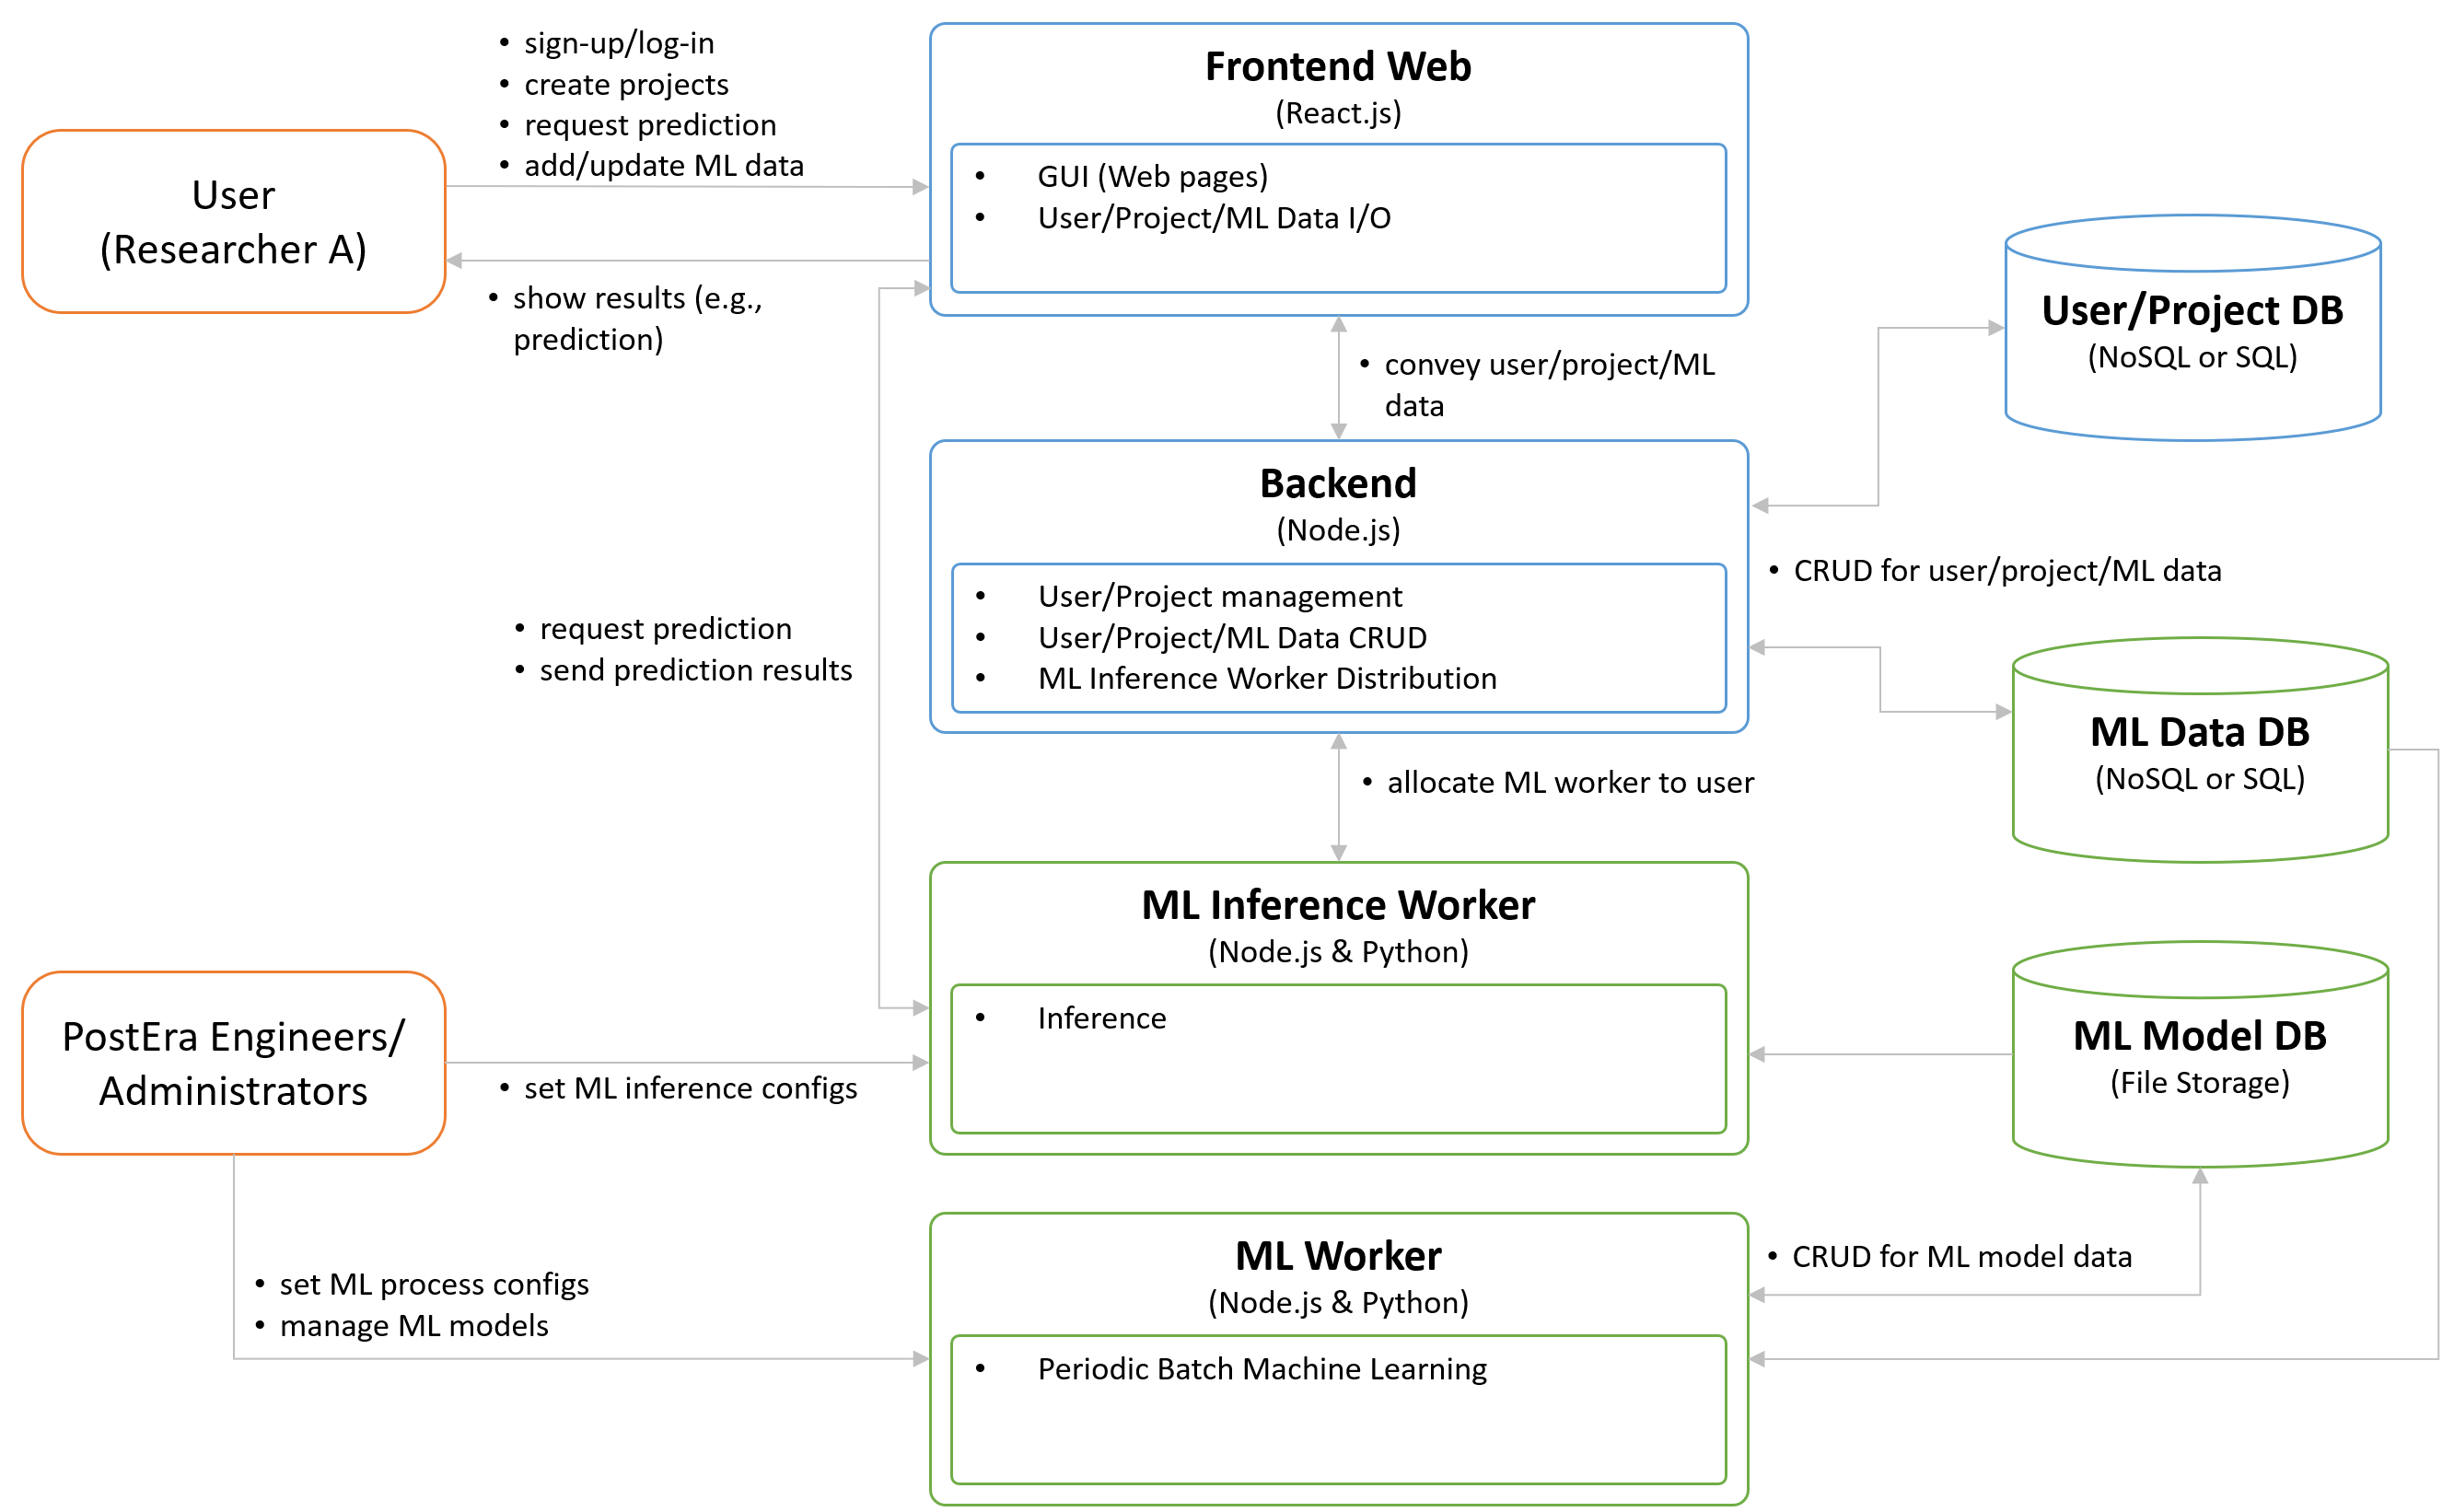 • sign-up/log-in
• create projects
• request prediction
• add/update ML data
User
(Researcher A)
• show results (e.g.,
prediction)
Frontend Web
(React.js)
• GUI (Web pages)
• User/Project/ML Data I/O
• convey user/project/ML
data
User/Project DB
(NoSQL or SQL)
Backend
(Node.js)
• User/Project management
• User/Project/ML Data CRUD
• ML Inference Worker Distribution
• CRUD for user/project/ML data
• request prediction
• send prediction results
ML Data DB
(NoSQL or SQL)
• allocate ML worker to user
ML Inference Worker
(Node.js & Python)
• Inference
PostEra Engineers/
Administrators
• set ML inference configs
ML Model DB
(File Storage)
ML Worker
(Node.js & Python)
• Periodic Batch Machine Learning
• CRUD for ML model data
• set ML process configs
• manage ML models